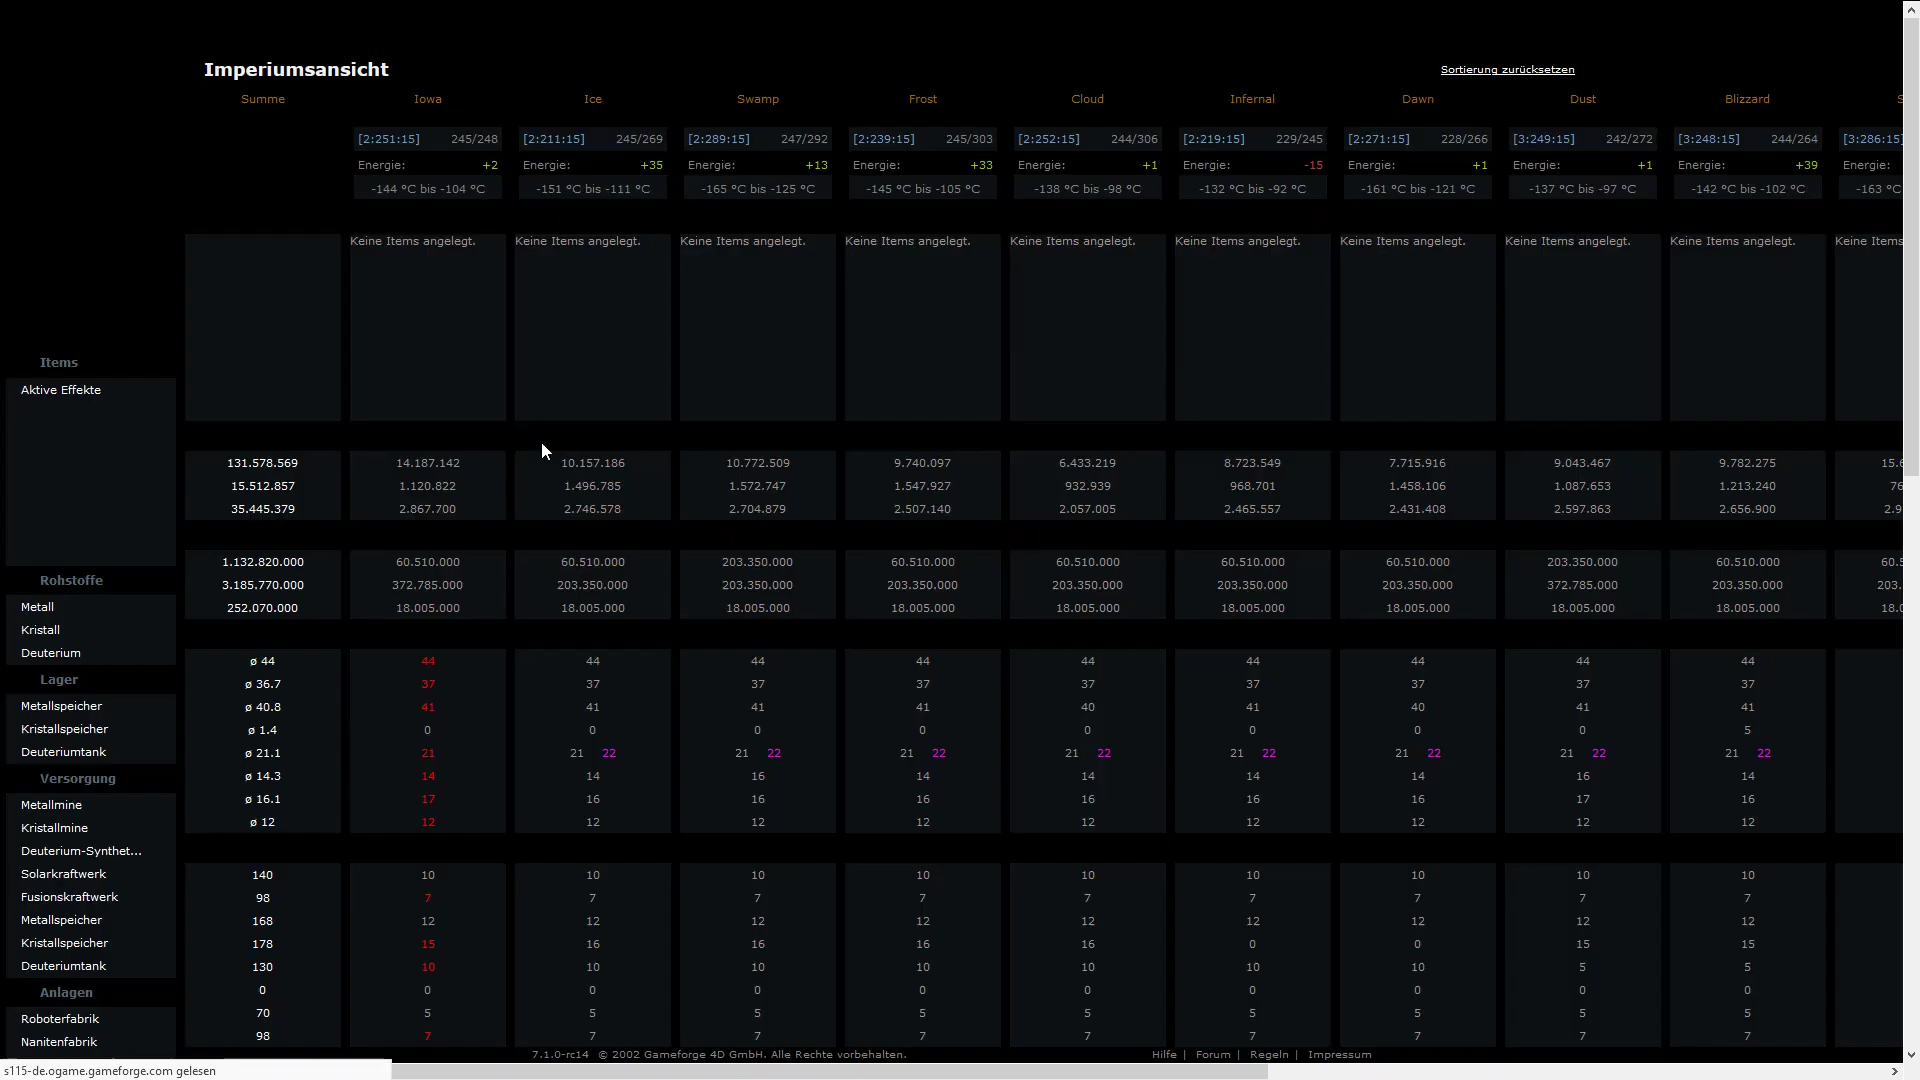 Imperiumsansicht Sortierung zurücksetzen
Summe Iowa Ice Swamp Frost Cloud Infernal Dawn Dust Blizzard S
[2:251:15] 245/248 [2:211:15] 245/269 [2:289:15] 247/292 [2:239:15] 245/303 [2:252:15] 244/306 [2:219:15] 229/245 [2:271:15] 228/266 [3:249:15] 242/272 [3:248:15] 244/264 [3:286:15]
Energie: +2 Energie: +35 Energie: +13 Energie: +33 Energie: +1 Energie: -15 Energie: +1 Energie: +1 Energie: +39 Energie:
-144 °C bis -104 °C -151 °C bis -111 °C -165 °C bis -125 °C -145 °C bis -105 °C -138 °C bis -98 °C -132 °C bis -92 °C -161 °C bis -121 °C -137 °C bis -97 °C -142 °C bis -102 °C -163 °C
Keine Items angelegt. Keine Items angelegt. Keine Items angelegt. Keine Items angelegt. Keine Items angelegt. Keine Items angelegt. Keine Items angelegt. Keine Items angelegt. Keine Items angelegt. Keine Items
Items
Aktive Effekte
131.578.569 14.187.142 10.157.186 10.772.509 9.740.097 6.433.219 8.723.549 7.715.916 9.043.467 9.782.275 15.6
15.512.857 1.120.822 1.496.785 1.572.747 1.547.927 932.939 968.701 1.458.106 1.087.653 1.213.240 76
35.445.379 2.867.700 2.746.578 2.704.879 2.507.140 2.057.005 2.465.557 2.431.408 2.597.863 2.656.900 2.9
1.132.820.000 60.510.000 60.510.000 203.350.000 60.510.000 60.510.000 60.510.000 60.510.000 203.350.000 60.510.000 60.5
Rohstoffe
3.185.770.000 372.785.000 203.350.000 203.350.000 203.350.000 203.350.000 203.350.000 203.350.000 372.785.000 203.350.000 203.
Metall 252.070.000 18.005.000 18.005.000 18.005.000 18.005.000 18.005.000 18.005.000 18.005.000 18.005.000 18.005.000 18.0
Kristall
Deuterium ø 44 44 44 44 44 44 44 44 44 44
Lager ø 36.7 37 37 37 37 37 37 37 37 37
Metallspeicher ø 40.8 41 41 41 41 40 41 40 41 41
Kristallspeicher ø 1.4 0 0 0 0 0 0 0 0 5
Deuteriumtank ø 21.1 21 21 22 21 22 21 22 21 22 21 22 21 22 21 22 21 22
Versorgung ø 14.3 14 14 16 14 14 14 14 16 14
Metallmine ø 16.1 17 16 16 16 16 16 16 17 16
Kristallmine ø 12 12 12 12 12 12 12 12 12 12
Deuterium-Synthet...
Solarkraftwerk 140 10 10 10 10 10 10 10 10 10
Fusionskraftwerk 98 7 7 7 7 7 7 7 7 7
Metallspeicher 168 12 12 12 12 12 12 12 12 12
Kristallspeicher 178 15 16 16 16 16 0 0 15 15
Deuteriumtank 130 10 10 10 10 10 10 10 5 5
Anlagen 0 0 0 0 0 0 0 0 0 0
Roboterfabrik 70 5 5 5 5 5 5 5 5 5
Nanitenfabrik 98 7 7 7 7 7 7 7 7 7
7.1.0-rc14 © 2002 Gameforge 4D GmbH. Alle Rechte vorbehalten. Hilfe | Forum | Regeln | Impressum
s115-de.ogame.gameforge.com gelesen